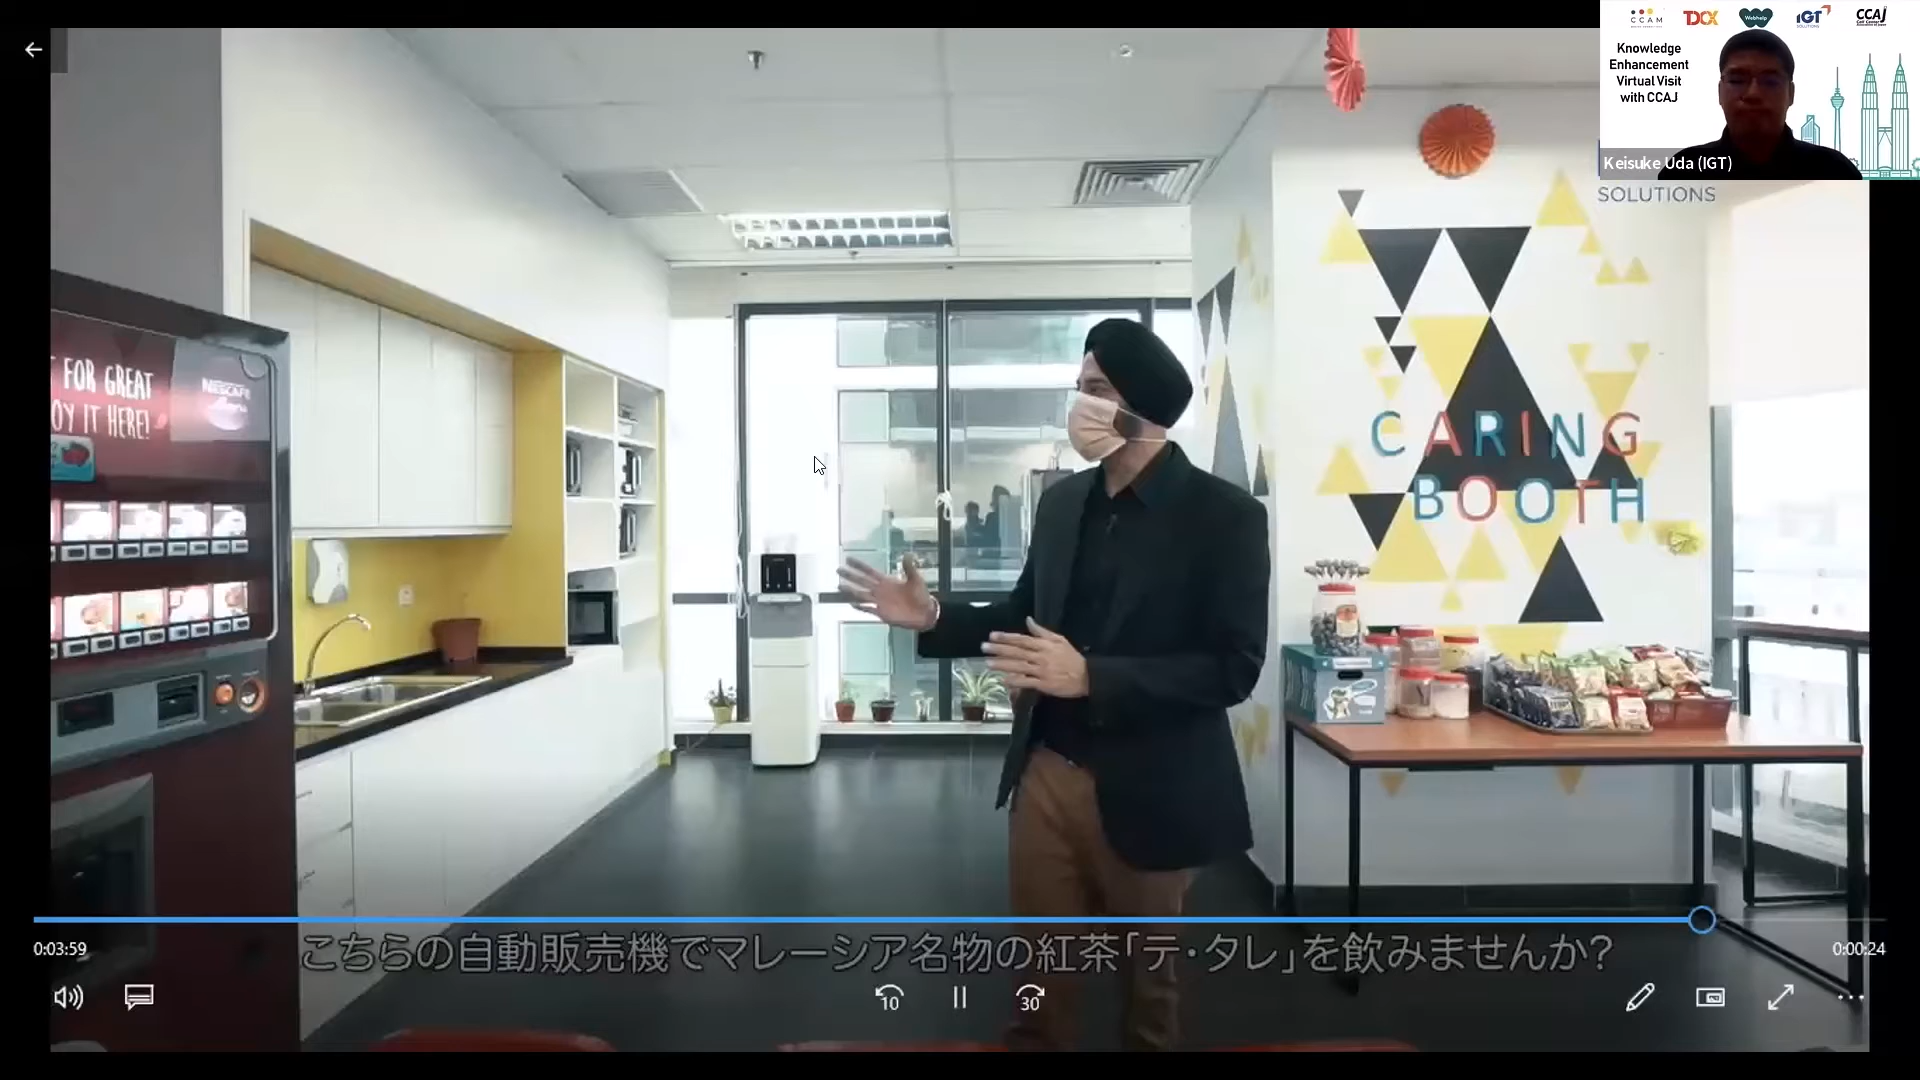 CCAM
TDCX
Webhelp
IGT
SOLUTIONS
CCAJ
Knowledge
Enhancement
Virtual Visit
with CCAJ
Keisuke Uda (IGT)
SOLUTIONS
FOR GREAT
OY IT HERE!
NESCAFÉ
CARING
BOOTH
0:03:59
こちらの自動販売機でマレーシア名物の紅茶「テ・タレ」を飲みませんか?
0:00:24
10
30